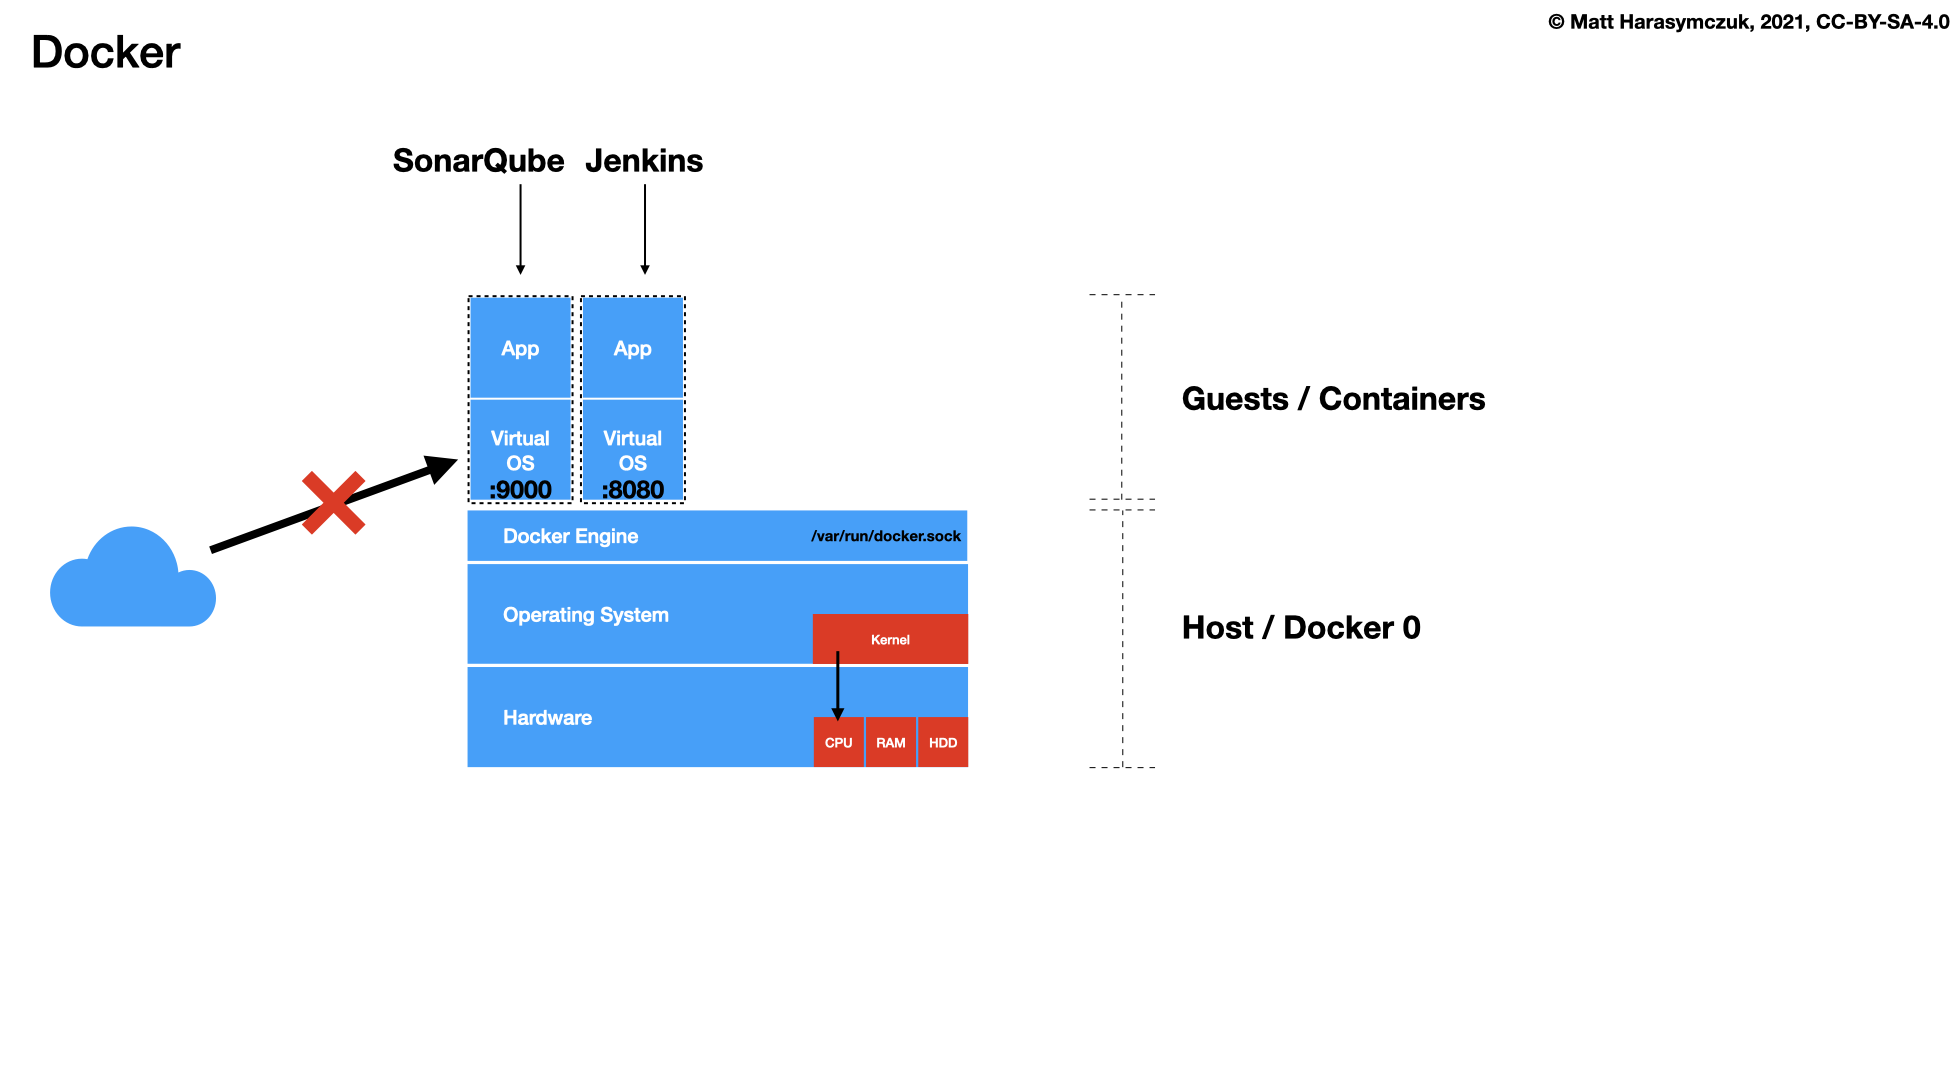 © Matt Harasymczuk, 2021, CC-BY-SA-4.0
Docker
SonarQube Jenkins
App App
Virtual OS :9000
Virtual OS :8080
Guests / Containers
Docker Engine /var/run/docker.sock
Operating System
Kernel
Host / Docker 0
Hardware
CPU RAM HDD